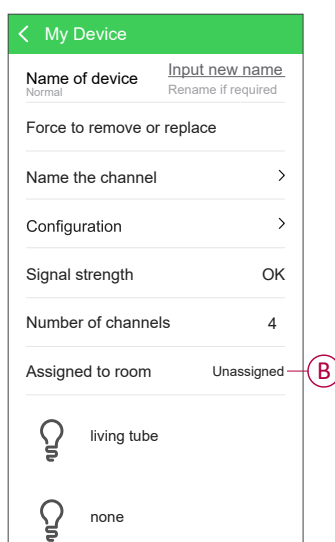 My Device
Name of device Input new name
Normal Rename if required
Force to remove or replace
Name the channel
Configuration
Signal strength OK
Number of channels 4
Assigned to room Unassigned
B
living tube
none